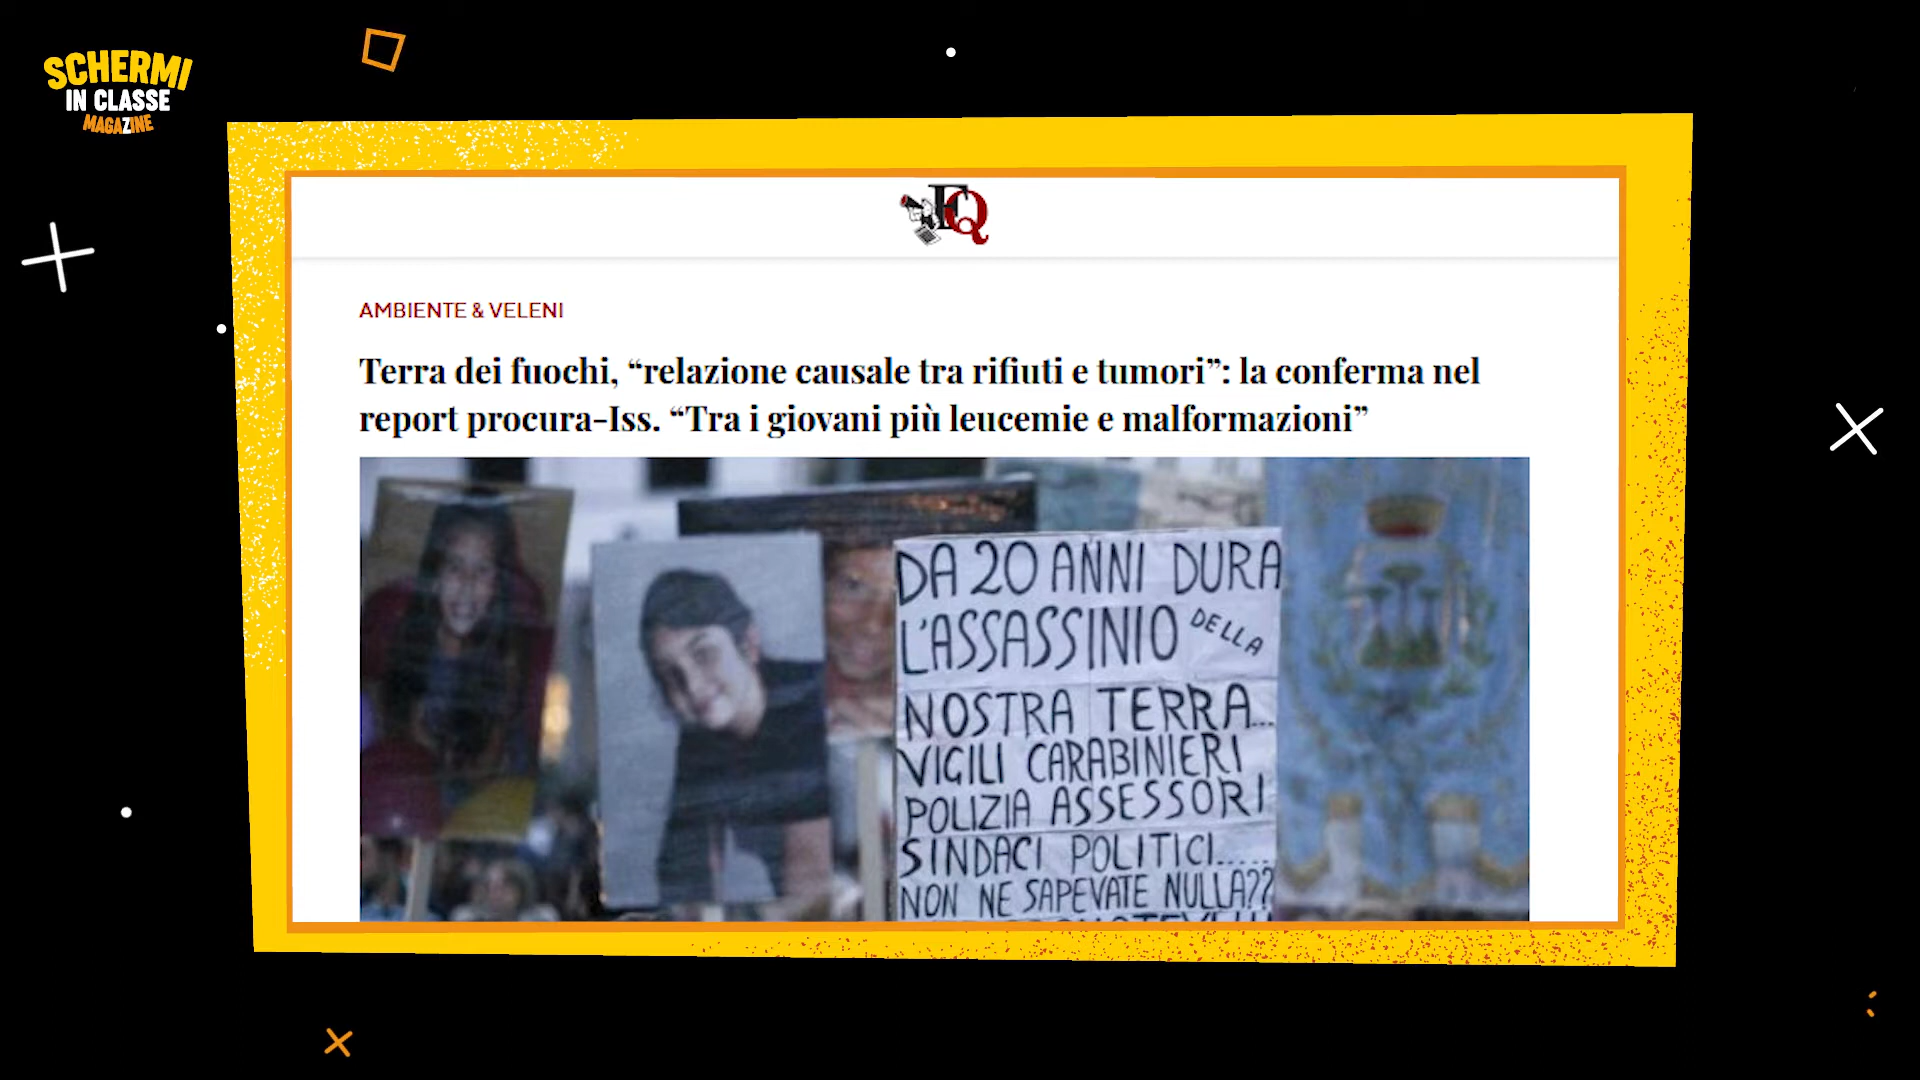 SCHERMI
IN CLASSE
MAGAZINE
FQ
AMBIENTE & VELENI
Terra dei fuochi, “relazione causale tra rifiuti e tumori”: la conferma nel
report procura-Iss. “Tra i giovani più leucemie e malformazioni”
DA 20 ANNI DURA
L'ASSASSINIO DELLA
NOSTRA TERRA...
VIGILI CARABINIERI
POLIZIA ASSESSORI
SINDACI POLITICI.....
NON NE SAPEVATE NULLA??